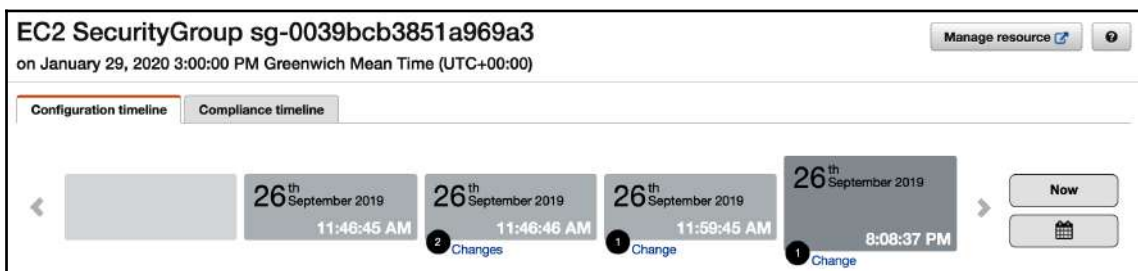 EC2 SecurityGroup sg-0039bcb3851a969a3
Manage resource
?
on January 29, 2020 3:00:00 PM Greenwich Mean Time (UTC+00:00)
Configuration timeline
Compliance timeline
26th September 2019
11:46:45 AM
26th September 2019
11:46:46 AM
2 Changes
26th September 2019
11:59:45 AM
1 Change
26th September 2019
8:08:37 PM
1 Change
Now